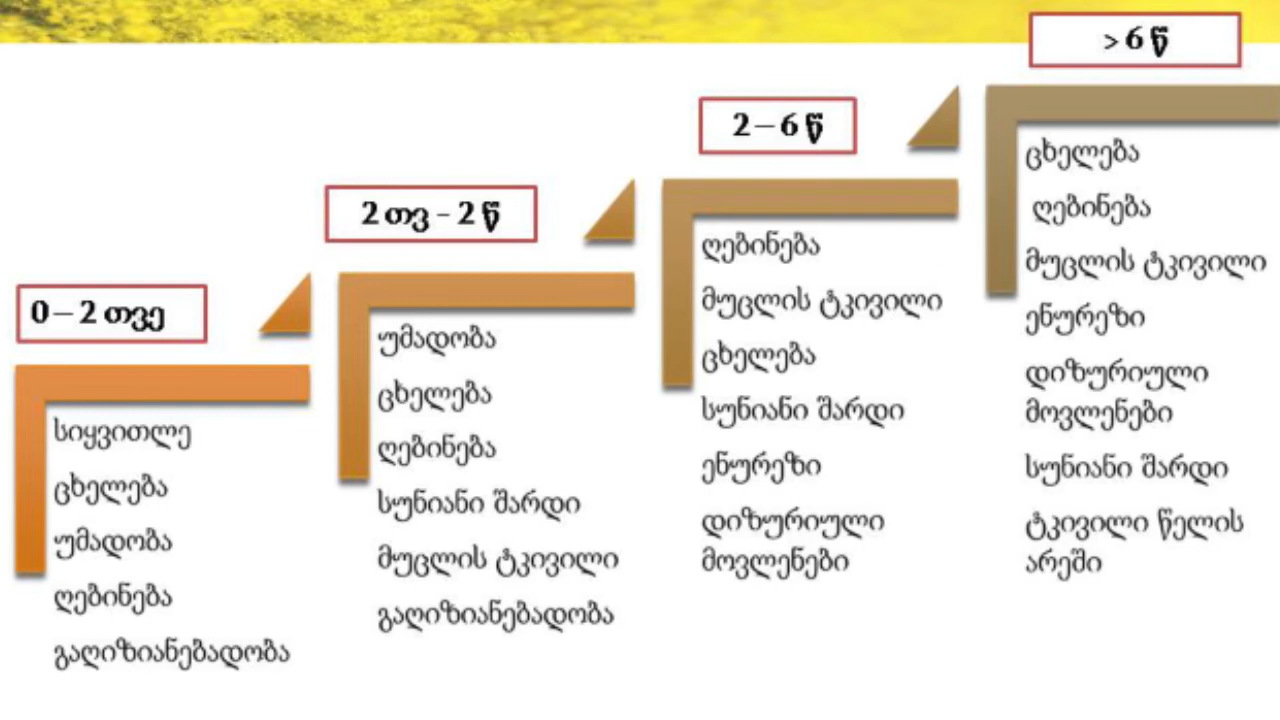 0 – 2 თვე
სიყვითლე
ცხელება
უმადობა
ღებინება
გაღიზიანებადობა
2 თვ - 2 წ
უმადობა
ცხელება
ღებინება
სუნიანი შარდი
მუცლის ტკივილი
გაღიზიანებადობა
2 – 6 წ
ღებინება
მუცლის ტკივილი
ცხელება
სუნიანი შარდი
ენურეზი
დიზურიული
მოვლენები
> 6 წ
ცხელება
ღებინება
მუცლის ტკივილი
ენურეზი
დიზურიული
მოვლენები
სუნიანი შარდი
ტკივილი წელის
არეში